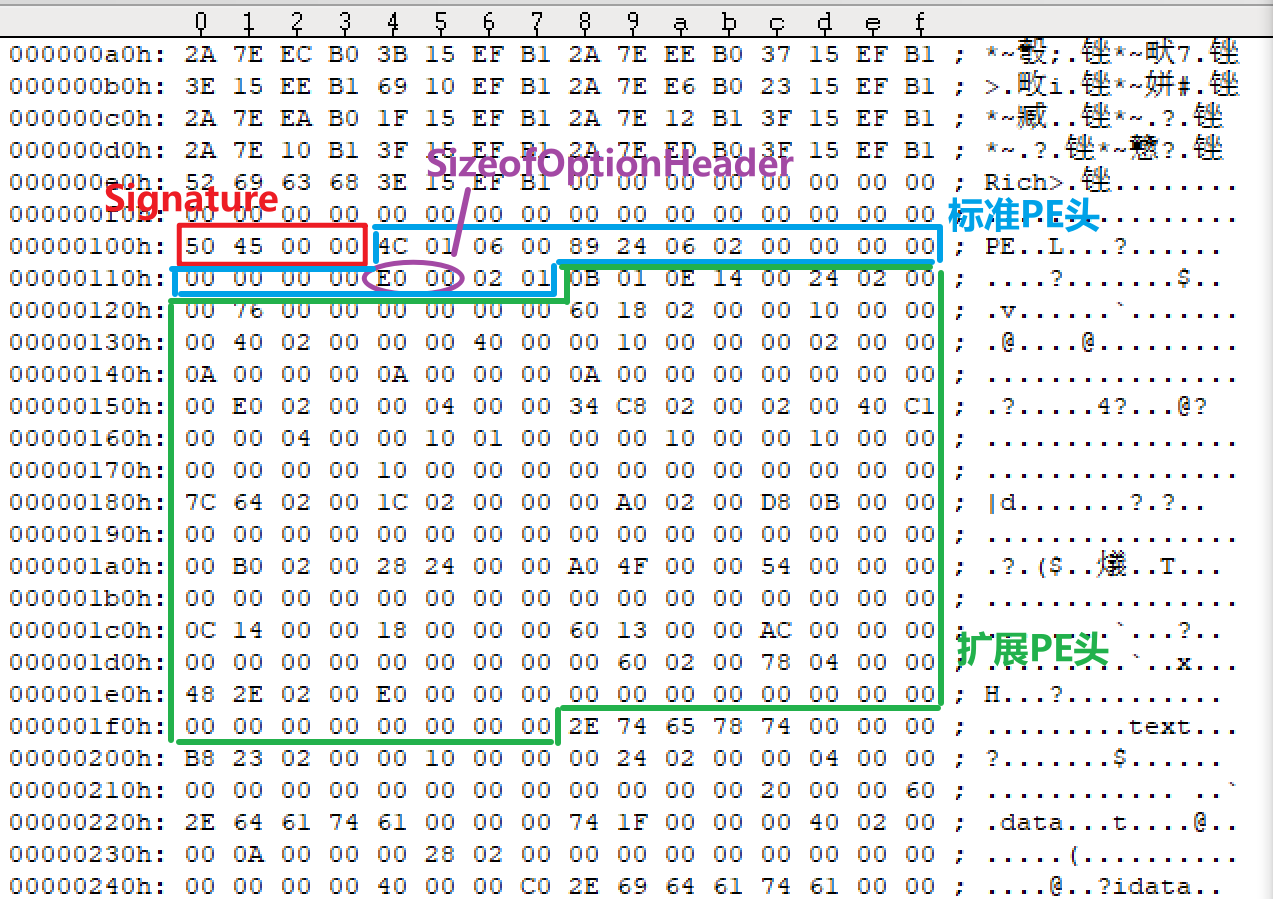 0 1 2 3 4 5 6 7 8 9 a b c d e f
000000a0h: 2A 7E EC B0 3B 15 EF B1 2A 7E EE B0 37 15 EF B1 ; *~瑴;.锉*~畎7.锉
000000b0h: 3E 15 EE B1 69 10 EF B1 2A 7E E6 B0 23 15 EF B1 ; >.畋i.锉*~姘#.锉
000000c0h: 2A 7E EA B0 1F 15 EF B1 2A 7E 12 B1 3F 15 EF B1 ; *~臧..锉*~.?.锉
000000d0h: 2A 7E 10 B1 3F 15 EF B1 2A 7E ED B0 3F 15 EF B1 ; *~.?.锉*~戆?.锉
SizeofOptionHeader
000000e0h: 52 69 63 68 3E 15 EF B1 00 00 00 00 00 00 00 00 ; Rich>.锉........
Signature
000000f0h: 00 00 00 00 00 00 00 00 00 00 00 00 00 00 00 00 ; ................
标准PE头
00000100h: 50 45 00 00 4C 01 06 00 89 24 06 02 00 00 00 00 ; PE..L...?......
00000110h: 00 00 00 00 E0 00 02 01 0B 01 0E 14 00 24 02 00 ; ....?.......$..
00000120h: 00 76 00 00 00 00 00 00 60 18 02 00 00 10 00 00 ; .v......`.......
00000130h: 00 40 02 00 00 00 40 00 00 10 00 00 00 02 00 00 ; .@....@.........
00000140h: 0A 00 00 00 0A 00 00 00 0A 00 00 00 00 00 00 00 ; ................
00000150h: 00 E0 02 00 00 04 00 00 34 C8 02 00 02 00 40 C1 ; .?.....4?...@?
00000160h: 00 00 04 00 00 10 01 00 00 00 10 00 00 10 00 00 ; ................
00000170h: 00 00 00 00 10 00 00 00 00 00 00 00 00 00 00 00 ; ................
00000180h: 7C 64 02 00 1C 02 00 00 00 A0 02 00 D8 0B 00 00 ; |d.......?.?..
00000190h: 00 00 00 00 00 00 00 00 00 00 00 00 00 00 00 00 ; ................
000001a0h: 00 B0 02 00 28 24 00 00 A0 4F 00 00 54 00 00 00 ; .?.($..燨..T...
000001b0h: 00 00 00 00 00 00 00 00 00 00 00 00 00 00 00 00 ; ................
000001c0h: 0C 14 00 00 18 00 00 00 60 13 00 00 AC 00 00 00 ; ........`...?..
扩展PE头
000001d0h: 00 00 00 00 00 00 00 00 00 60 02 00 78 04 00 00 ; .........`..x...
000001e0h: 48 2E 02 00 E0 00 00 00 00 00 00 00 00 00 00 00 ; H...?..........
000001f0h: 00 00 00 00 00 00 00 00 2E 74 65 78 74 00 00 00 ; .........text...
00000200h: B8 23 02 00 00 10 00 00 00 24 02 00 00 04 00 00 ; ?.......$......
00000210h: 00 00 00 00 00 00 00 00 00 00 00 00 20 00 00 60 ; ............ ..`
00000220h: 2E 64 61 74 61 00 00 00 74 1F 00 00 00 40 02 00 ; .data...t....@..
00000230h: 00 0A 00 00 00 28 02 00 00 00 00 00 00 00 00 00 ; .....(..........
00000240h: 00 00 00 00 40 00 00 C0 2E 69 64 61 74 61 00 00 ; ....@..?idata..